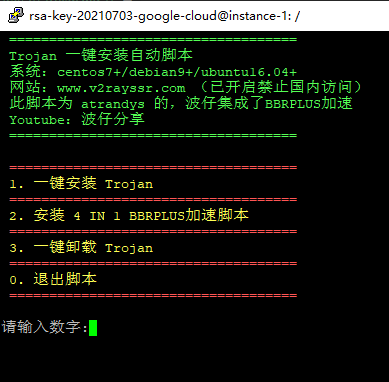 rsa-key-20210703-google-cloud@instance-1: /
=======================================
Trojan 一键安装自动脚本
系统：centos7+/debian9+/ubuntu16.04+
网站：www.v2rayssr.com （已开启禁止国内访问）
此脚本为 atrandys 的，波仔集成了BBRPLUS加速
Youtube：波仔分享
=======================================
=======================================
1. 一键安装 Trojan
=======================================
2. 安装 4 IN 1 BBRPLUS加速脚本
=======================================
3. 一键卸载 Trojan
=======================================
0. 退出脚本
=======================================
请输入数字: